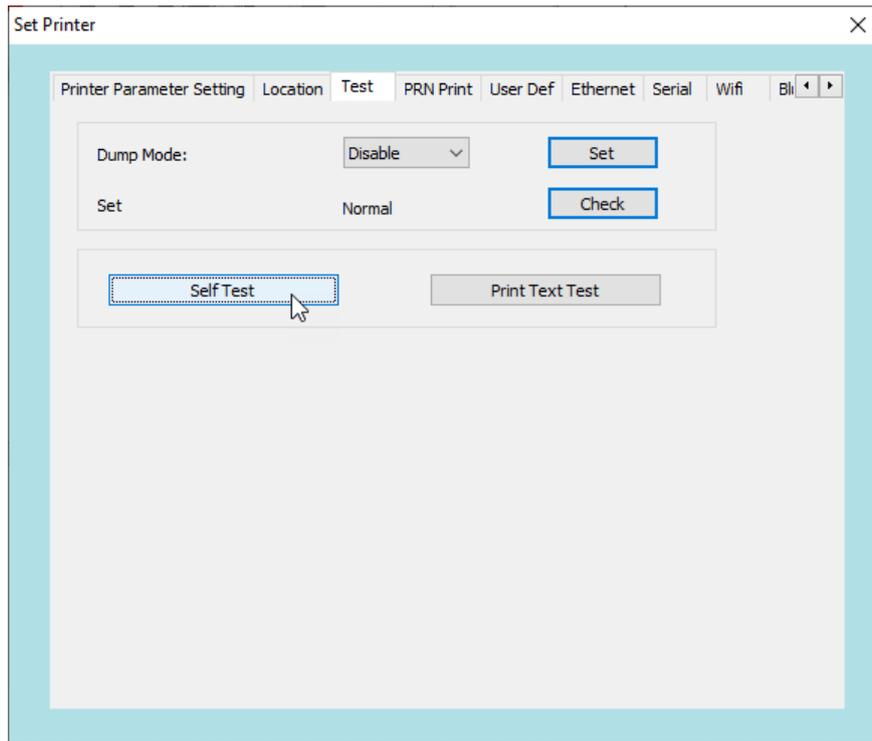 Set Printer
Printer Parameter Setting Location Test PRN Print User Def Ethernet Serial Wifi
Dump Mode: Disable Set
Set Normal Check
Self Test Print Text Test